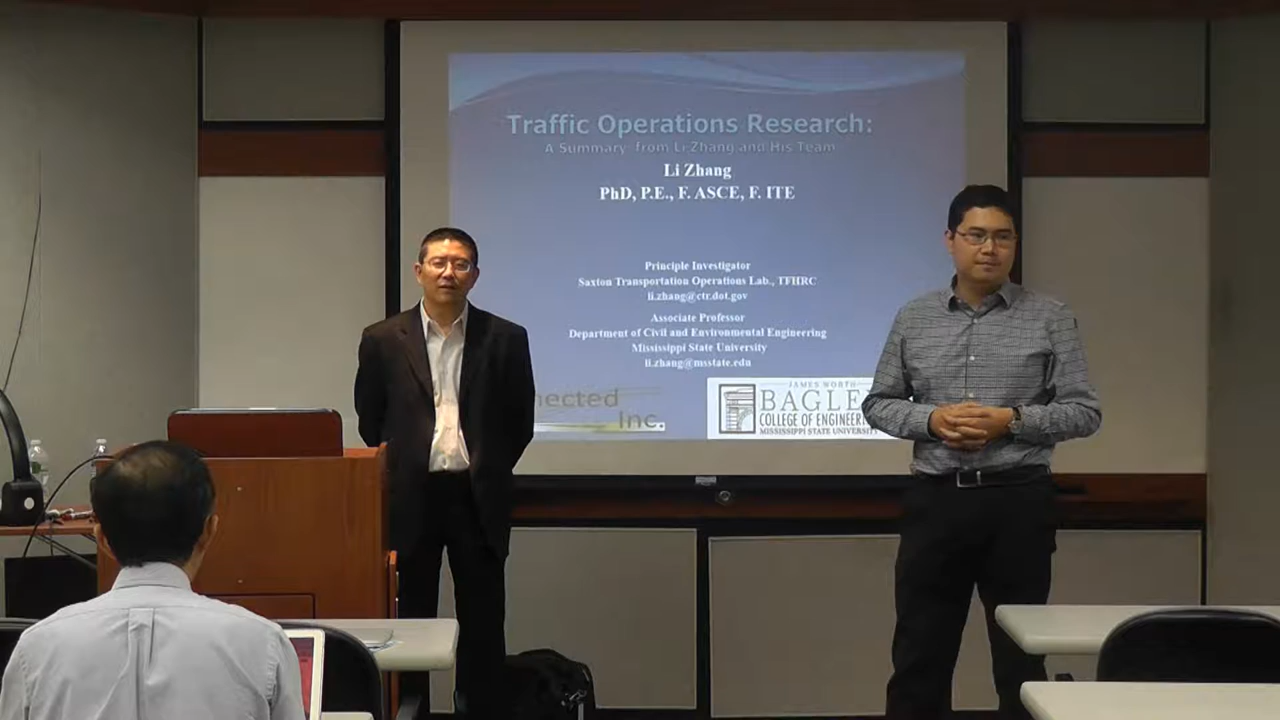 Traffic Operations Research:
A Summary from Li Zhang and His Team
Li Zhang
PhD, P.E., F. ASCE, F. ITE
Principle Investigator
Saxton Transportation Operations Lab., TFHRC
li.zhang@ctr.dot.gov
Associate Professor
Department of Civil and Environmental Engineering
Mississippi State University
li.zhang@msstate.edu
nected
Inc.
JAMES WORTH
BAGLE
COLLEGE OF ENGINEERI
MISSISSIPPI STATE UNIVERSITY